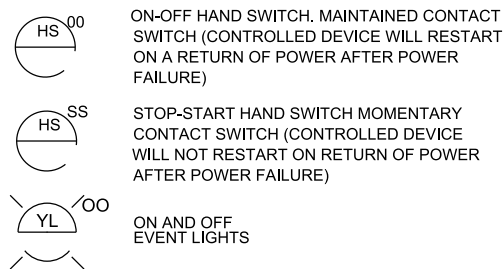 HS 00
ON-OFF HAND SWITCH. MAINTAINED CONTACT
SWITCH (CONTROLLED DEVICE WILL RESTART
ON A RETURN OF POWER AFTER POWER
FAILURE)
HS SS
STOP-START HAND SWITCH MOMENTARY
CONTACT SWITCH (CONTROLLED DEVICE
WILL NOT RESTART ON RETURN OF POWER
AFTER POWER FAILURE)
YL OO
ON AND OFF
EVENT LIGHTS